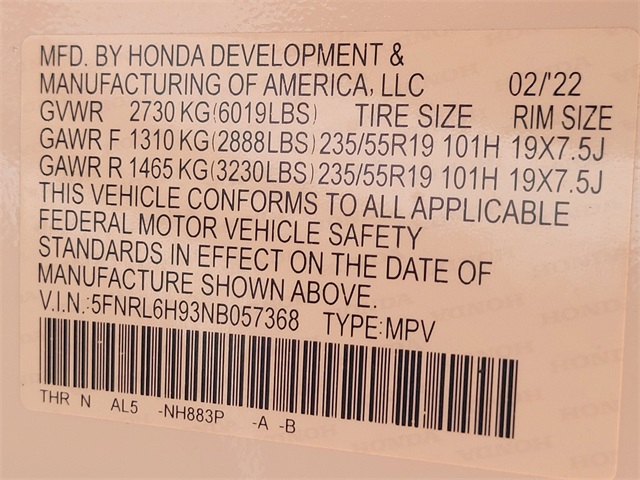 MFD. BY HONDA DEVELOPMENT &
MANUFACTURING OF AMERICA, LLC 02/'22
GVWR 2730 KG(6019LBS) TIRE SIZE RIM SIZE
GAWR F 1310 KG(2888LBS) 235/55R19 101H 19X7.5J
GAWR R 1465 KG(3230LBS) 235/55R19 101H 19X7.5J
THIS VEHICLE CONFORMS TO ALL APPLICABLE
FEDERAL MOTOR VEHICLE SAFETY
STANDARDS IN EFFECT ON THE DATE OF
MANUFACTURE SHOWN ABOVE.
V.I.N.:5FNRL6H93NB057368 TYPE:MPV
THR N AL5 -NH883P -A -B